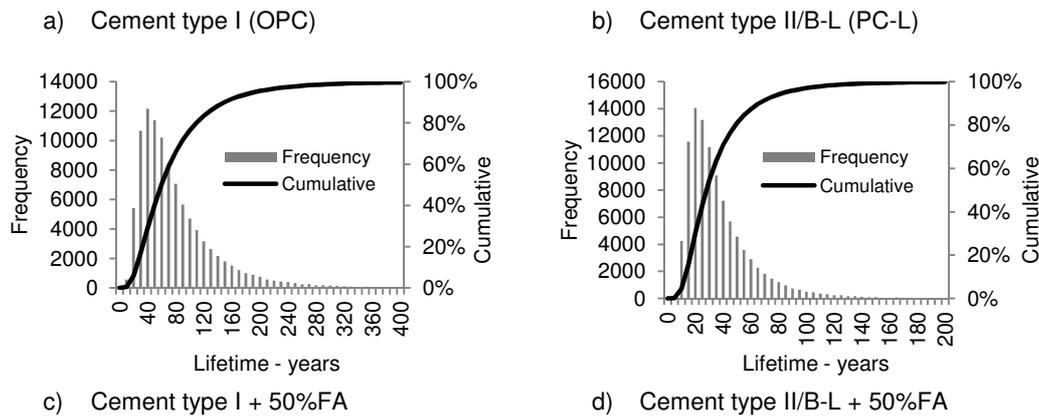 a) Cement type I (OPC)
14000
12000
10000
8000
6000
4000
2000
0
Frequency
100%
80%
60%
40%
20%
0%
Cumulative
Frequency
Cumulative
0 40 80 120 160 200 240 280 320 360 400
Lifetime - years
b) Cement type II/B-L (PC-L)
16000
14000
12000
10000
8000
6000
4000
2000
0
Frequency
100%
80%
60%
40%
20%
0%
Cumulative
Frequency
Cumulative
0 20 40 60 80 100 120 140 160 180 200
Lifetime - years
c) Cement type I + 50%FA
d) Cement type II/B-L + 50%FA